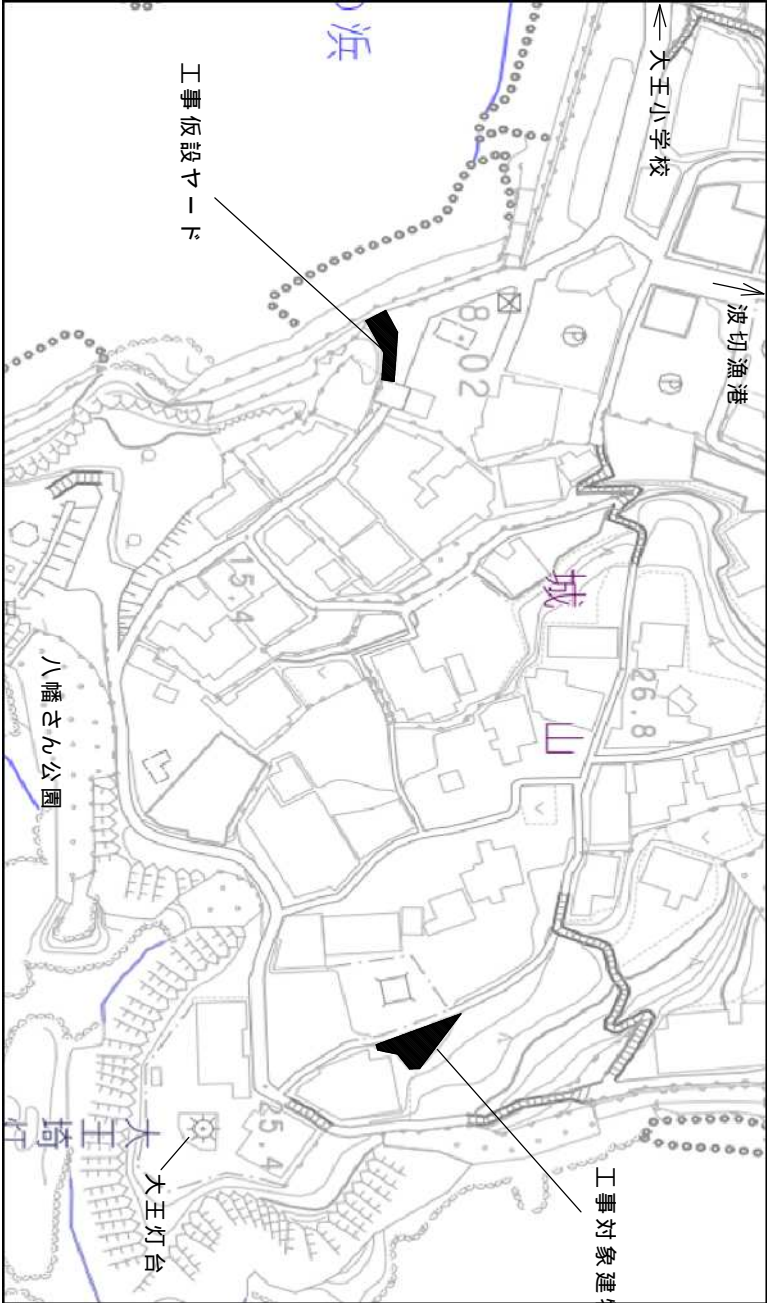 の浜
← 大王小学校
波切漁港
工事仮設ヤード
8.02
P
P
城山
15.4
26.8
八幡さん公園
工事対象建
25.4
大王灯台
大王埼灯